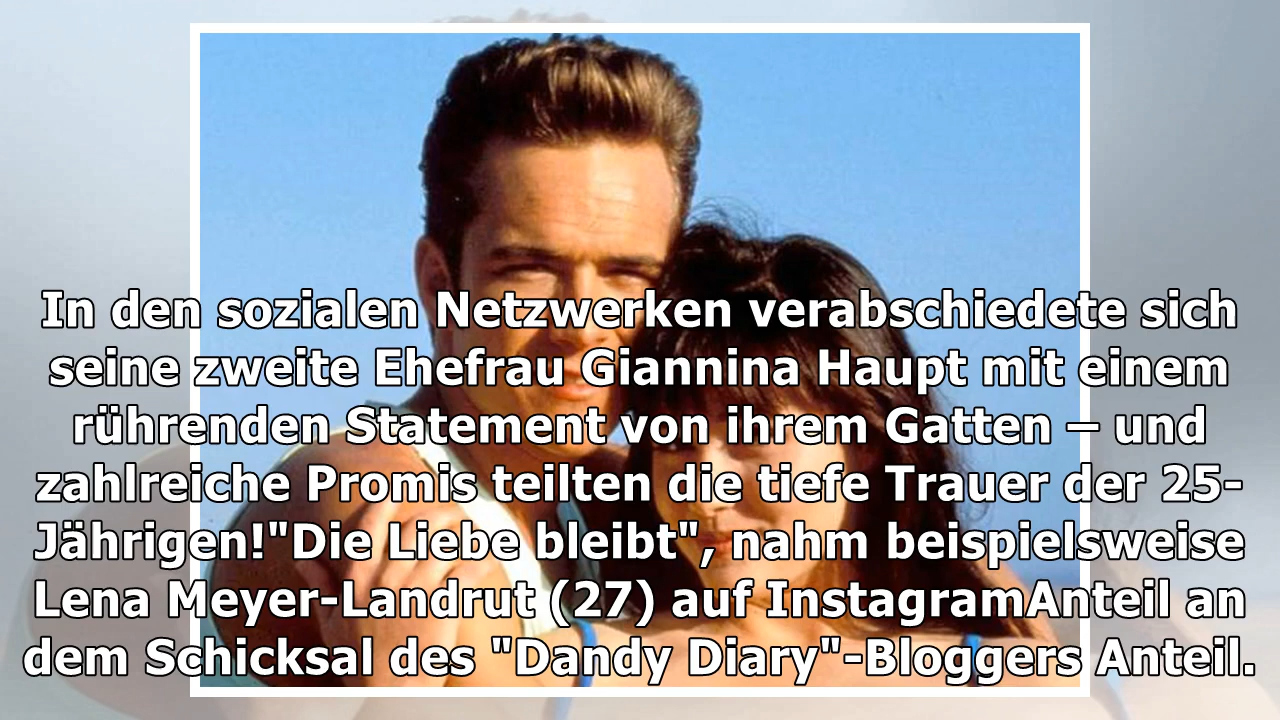 In den sozialen Netzwerken verabschiedete sich
seine zweite Ehefrau Giannina Haupt mit einem
rührenden Statement von ihrem Gatten – und
zahlreiche Promis teilten die tiefe Trauer der 25-
Jährigen!"Die Liebe bleibt", nahm beispielsweise
Lena Meyer-Landrut (27) auf InstagramAnteil an
dem Schicksal des "Dandy Diary"-Bloggers Anteil.